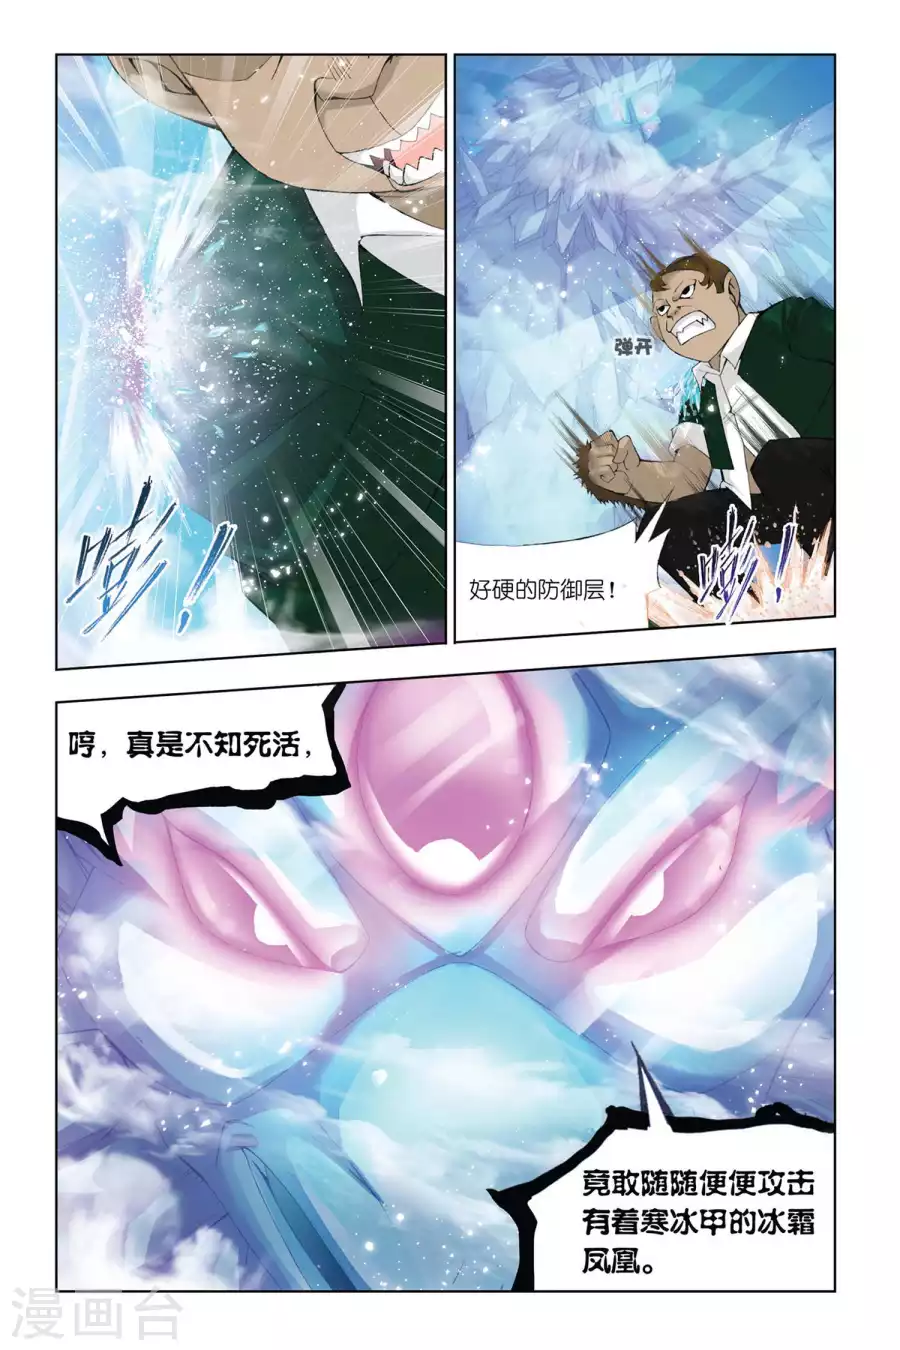 嘭！
弹开
好硬的防御层！
嘭！
哼，真是不知死活，
竟敢随随便便攻击
有着寒冰甲的冰霜
凤凰。
漫画台